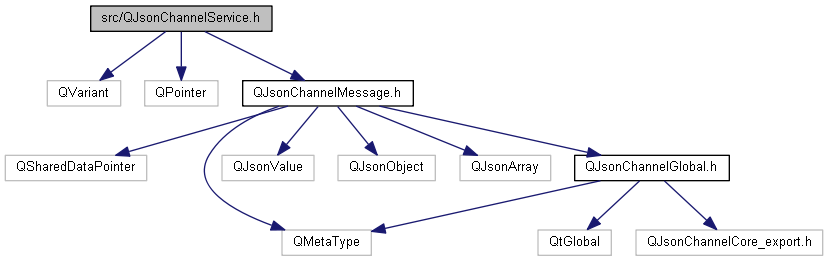 src/QJsonChannelService.h
QVariant
QPointer
QJsonChannelMessage.h
QSharedDataPointer
QJsonValue
QJsonObject
QJsonArray
QJsonChannelGlobal.h
QMetaType
QtGlobal
QJsonChannelCore_export.h